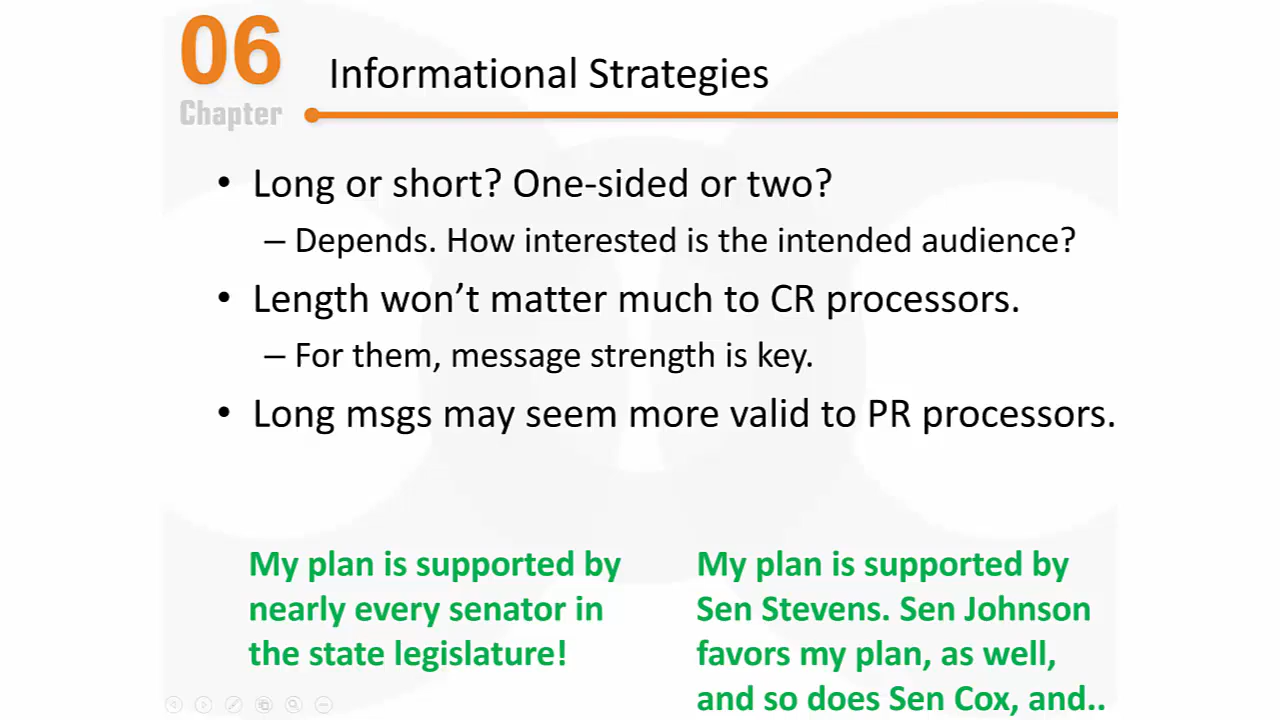 06
Chapter
Informational Strategies
• Long or short? One-sided or two?
– Depends. How interested is the intended audience?
• Length won’t matter much to CR processors.
– For them, message strength is key.
• Long msgs may seem more valid to PR processors.
My plan is supported by
nearly every senator in
the state legislature!
My plan is supported by
Sen Stevens. Sen Johnson
favors my plan, as well,
and so does Sen Cox, and..